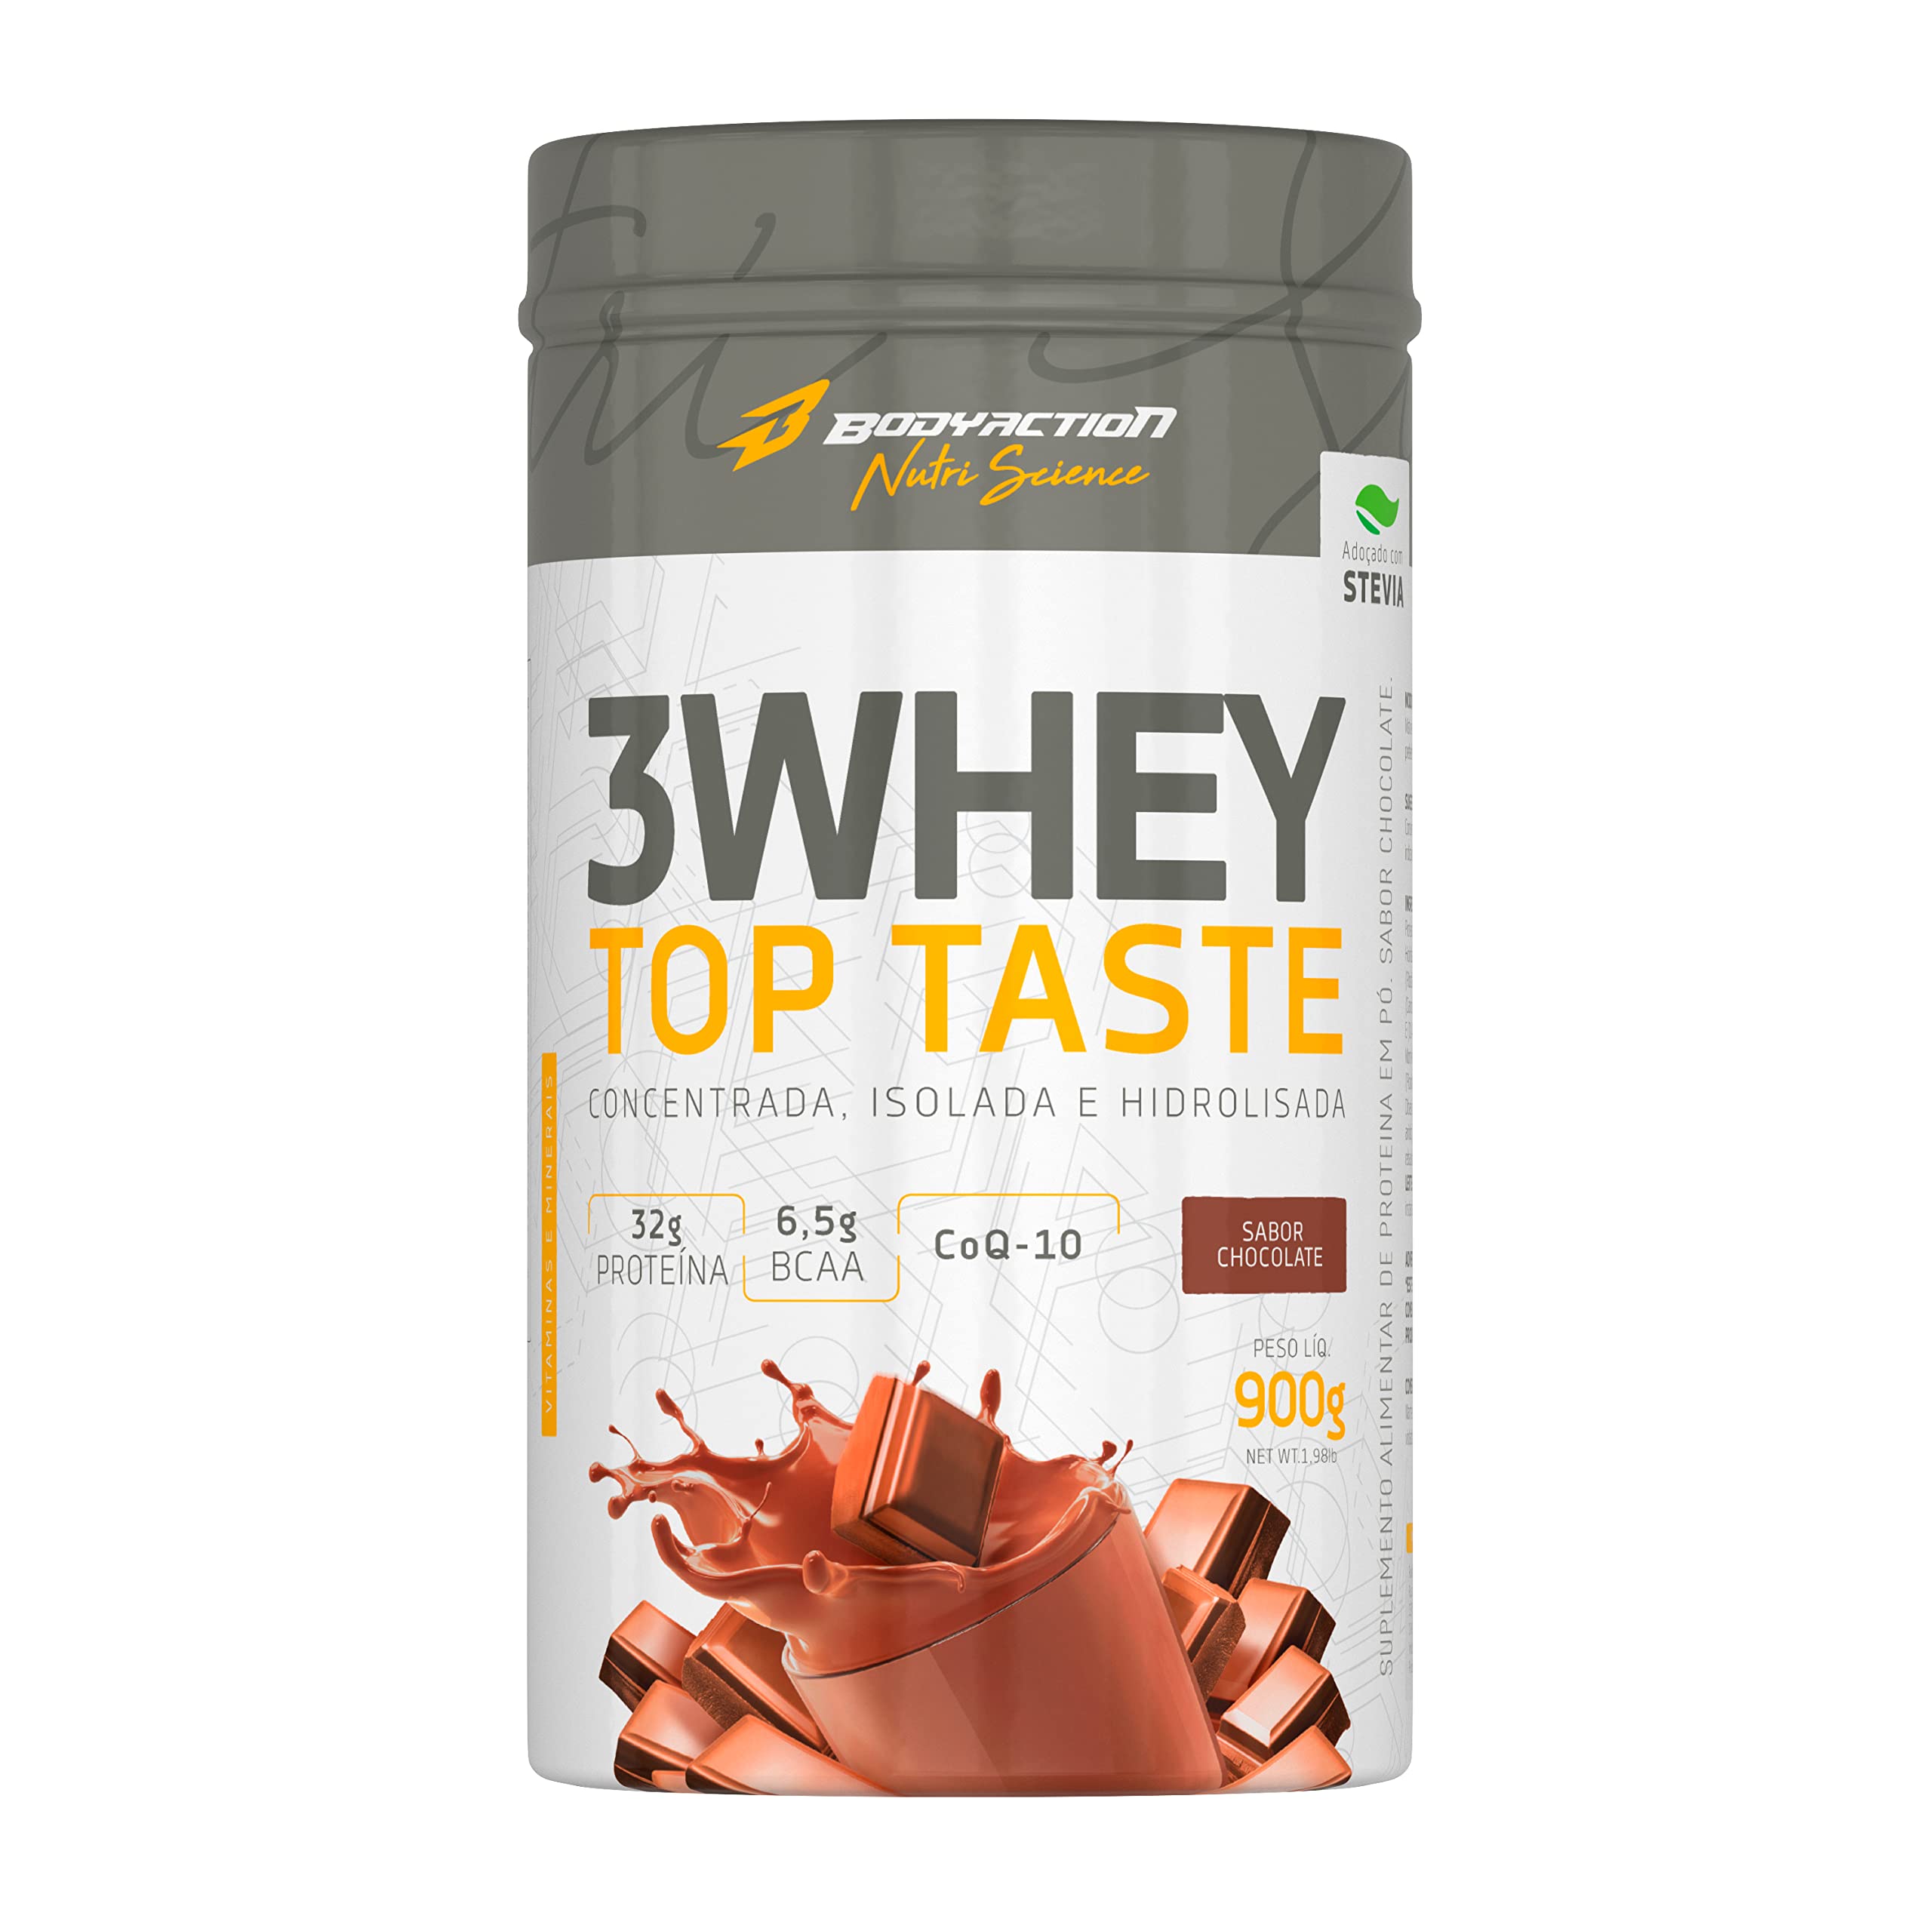 BODYACTION
Nutri Science
Adoçado com
STEVIA
3WHEY
TOP TASTE
CONCENTRADA, ISOLADA E HIDROLISADA
32g
PROTEÍNA
6,5g
BCAA
CoQ-10
SABOR
CHOCOLATE
PESO LÍQ.
900g
NET WT.1,98lb
VITAMINAS E MINERAIS
SUPLEMENTO ALIMENTAR DE PROTEINA EM PÓ. SABOR CHOCOLATE.